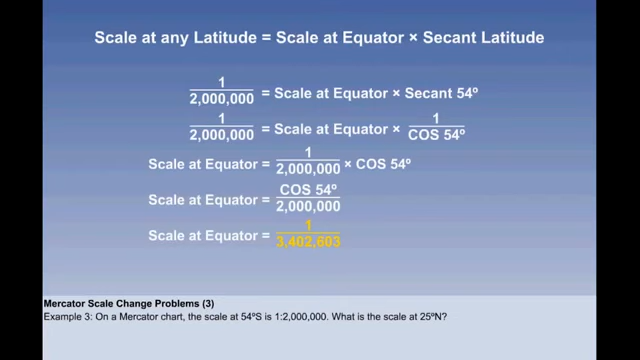 Scale at any Latitude = Scale at Equator × Secant Latitude
1
2,000,000 = Scale at Equator × Secant 54º
1 1
2,000,000 = Scale at Equator × COS 54º
1
Scale at Equator = 2,000,000 × COS 54º
COS 54º
Scale at Equator = 2,000,000
1
Scale at Equator = 3,402,603
Mercator Scale Change Problems (3)
Example 3: On a Mercator chart, the scale at 54ºS is 1:2,000,000. What is the scale at 25ºN?